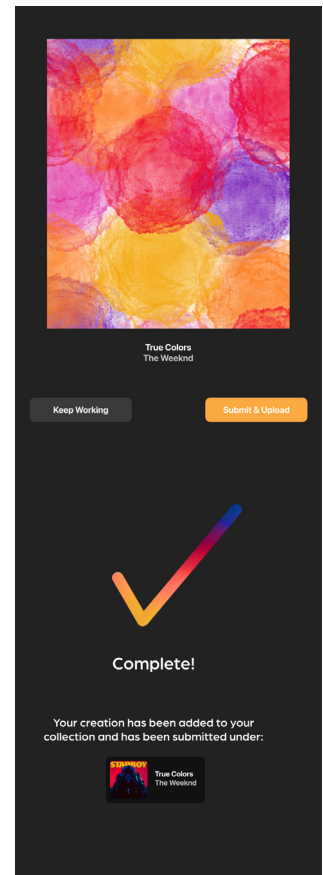 True Colors
The Weeknd
Keep Working
Submit & Upload
Complete!
Your creation has been added to your
collection and has been submitted under:
STARBOY
True Colors
The Weeknd